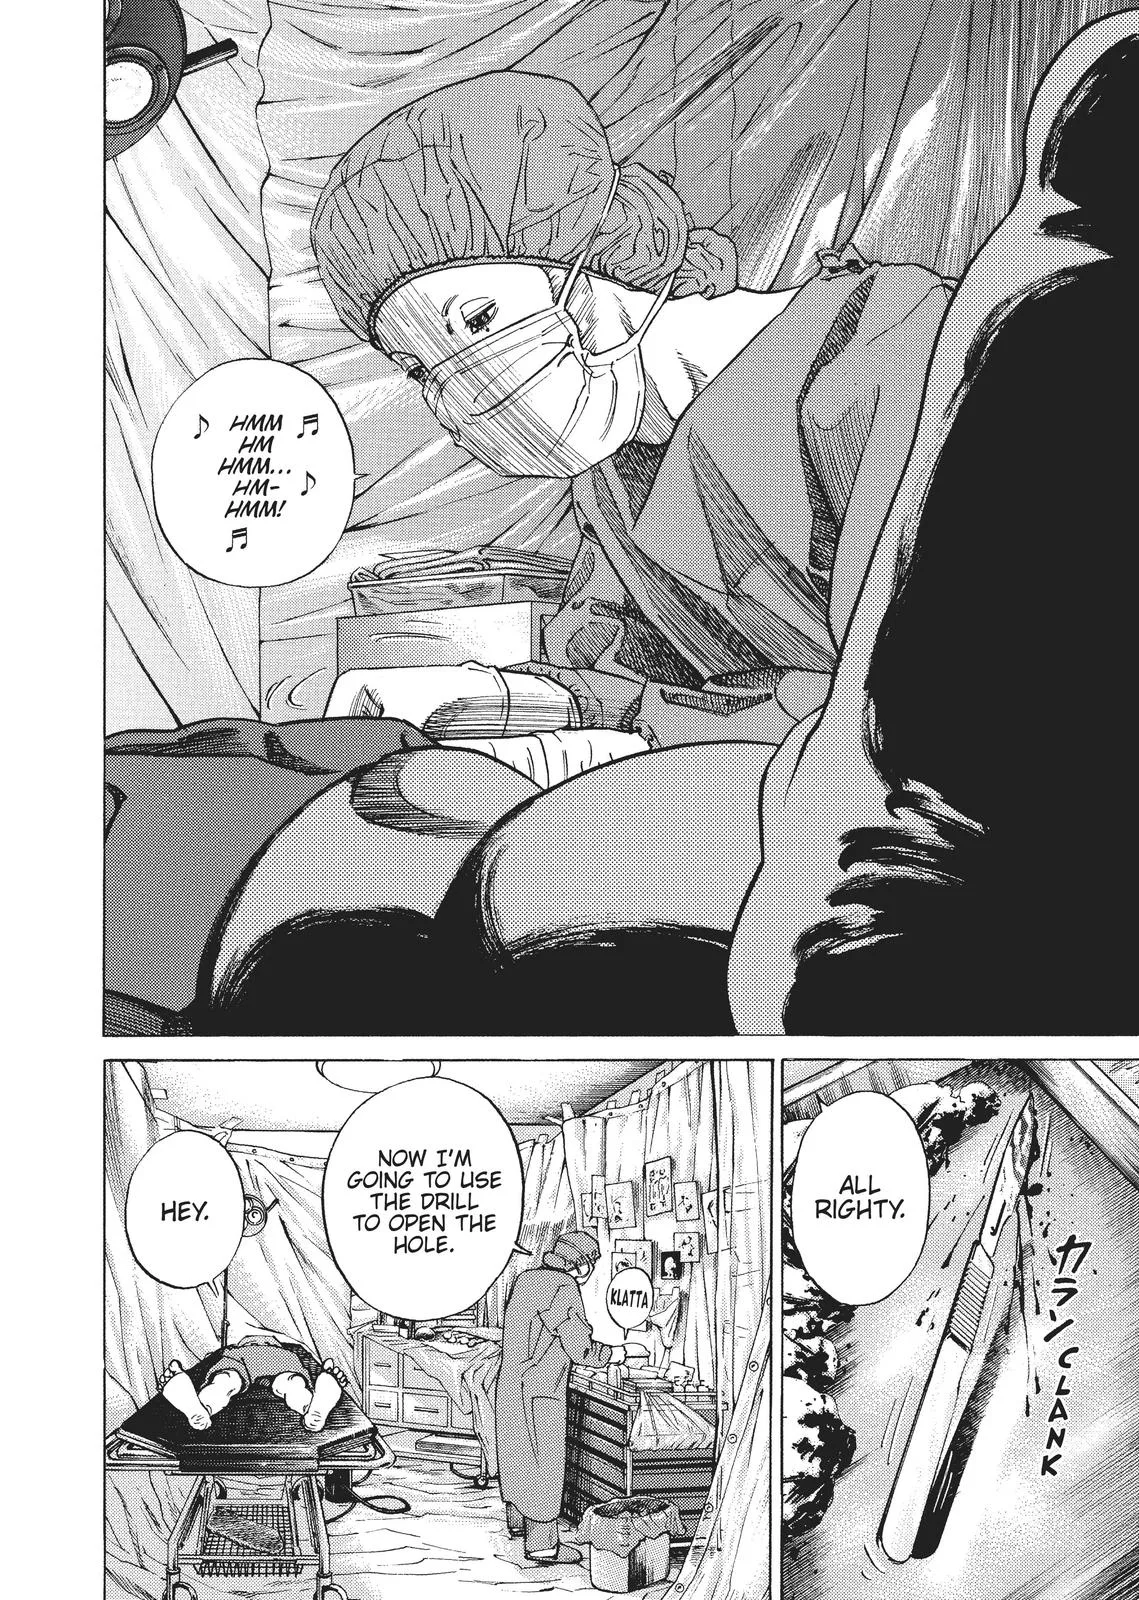 HMM
HM
HMM...
HM-
HMM!
ALL
RIGHTY.
カラン
CLANK
NOW I'M
GOING TO USE
THE DRILL
TO OPEN THE
HOLE.
KLATTA
HEY.